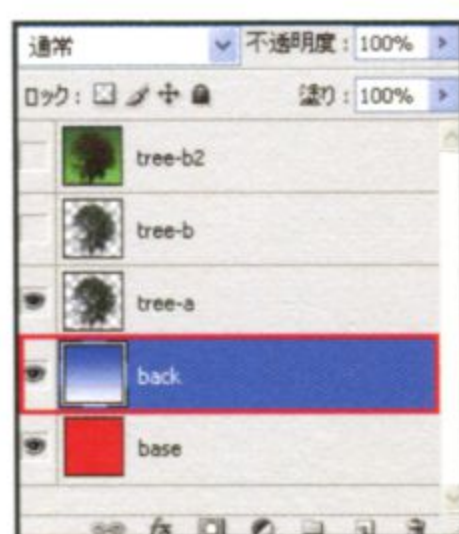 通常 不透明度：100%
ロック： 塗り：100%
tree-b2
tree-b
tree-a
back
base
fx